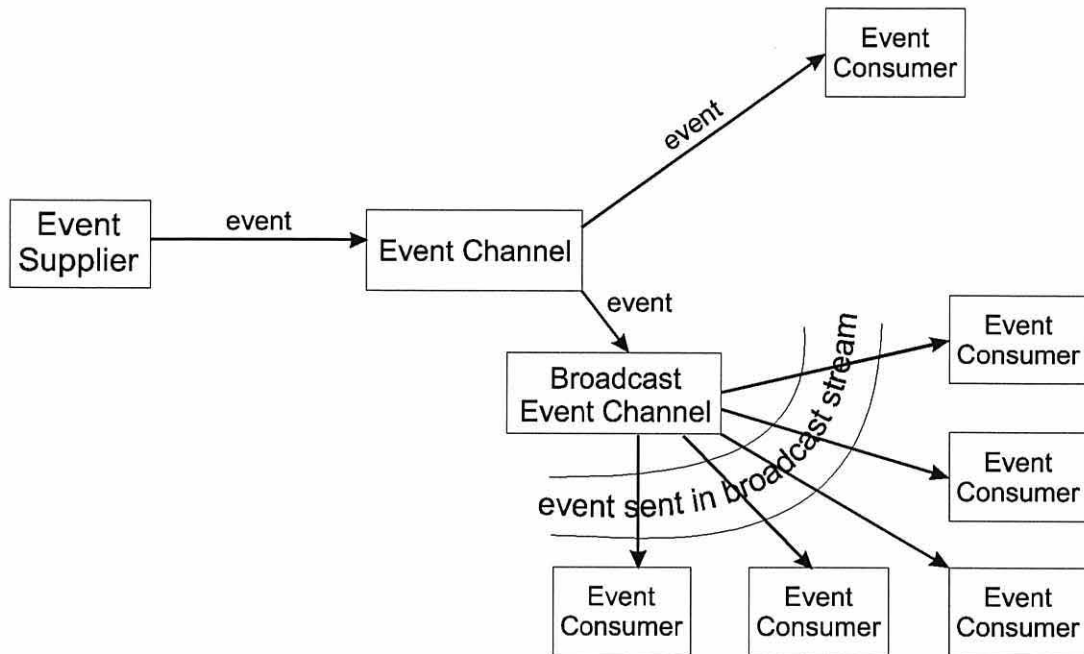 Event
Consumer
event
Event
Supplier
event
Event Channel
event
Broadcast
Event Channel
event sent in broadcast stream
Event
Consumer
Event
Consumer
Event
Consumer
Event
Consumer
Event
Consumer